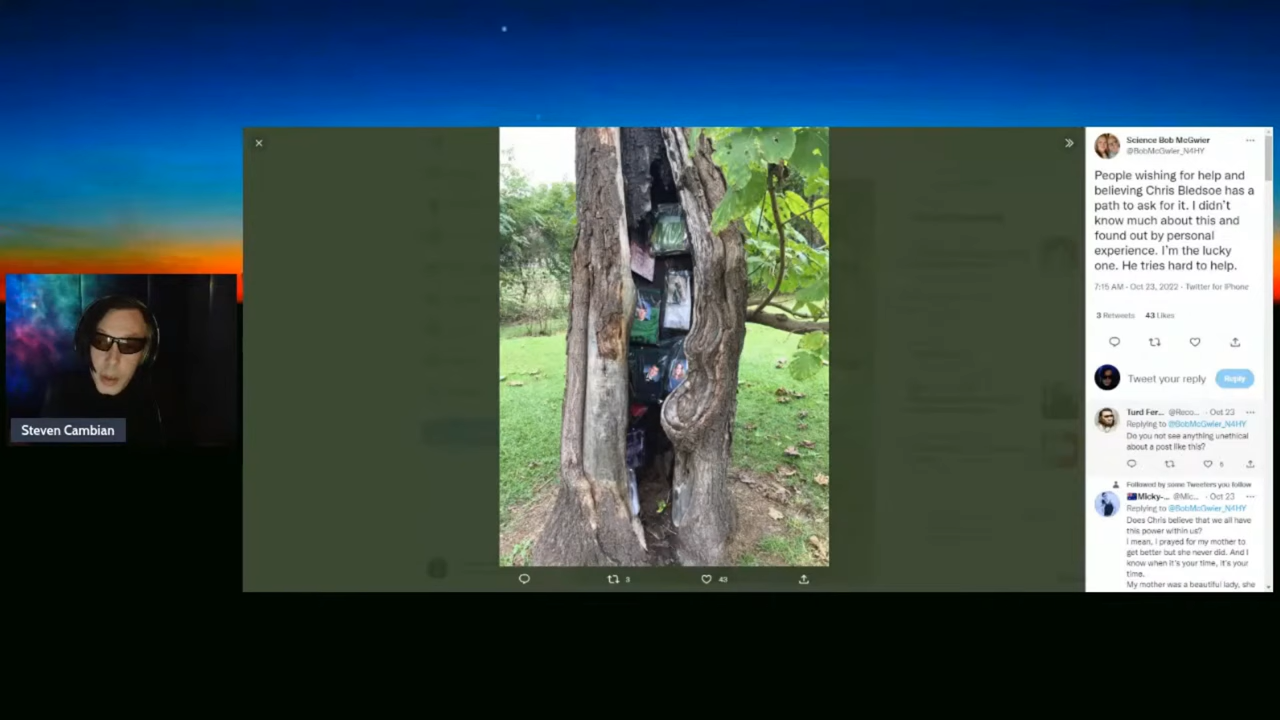 Steven Cambian
3
43
Science Bob McGwier
@BobMcGwier_N4HY
People wishing for help and
believing Chris Bledsoe has a
path to ask for it. I didn't
know much about this and
found out by personal
experience. I'm the lucky
one. He tries hard to help.
7:15 AM · Oct 23, 2022 · Twitter for iPhone
3 Retweets 43 Likes
Tweet your reply Reply
Turd Fer... @Reco... · Oct 23
Replying to @BobMcGwier_N4HY
Do you not see anything unethical
about a post like this?
6
Followed by some Tweeters you follow
Micky-... @Mic... · Oct 23
Replying to @BobMcGwier_N4HY
Does Chris believe that we all have
this power within us?
I mean, I prayed for my mother to
get better but she never did. And I
know when it's your time, it's your
time.
My mother was a beautiful lady, she